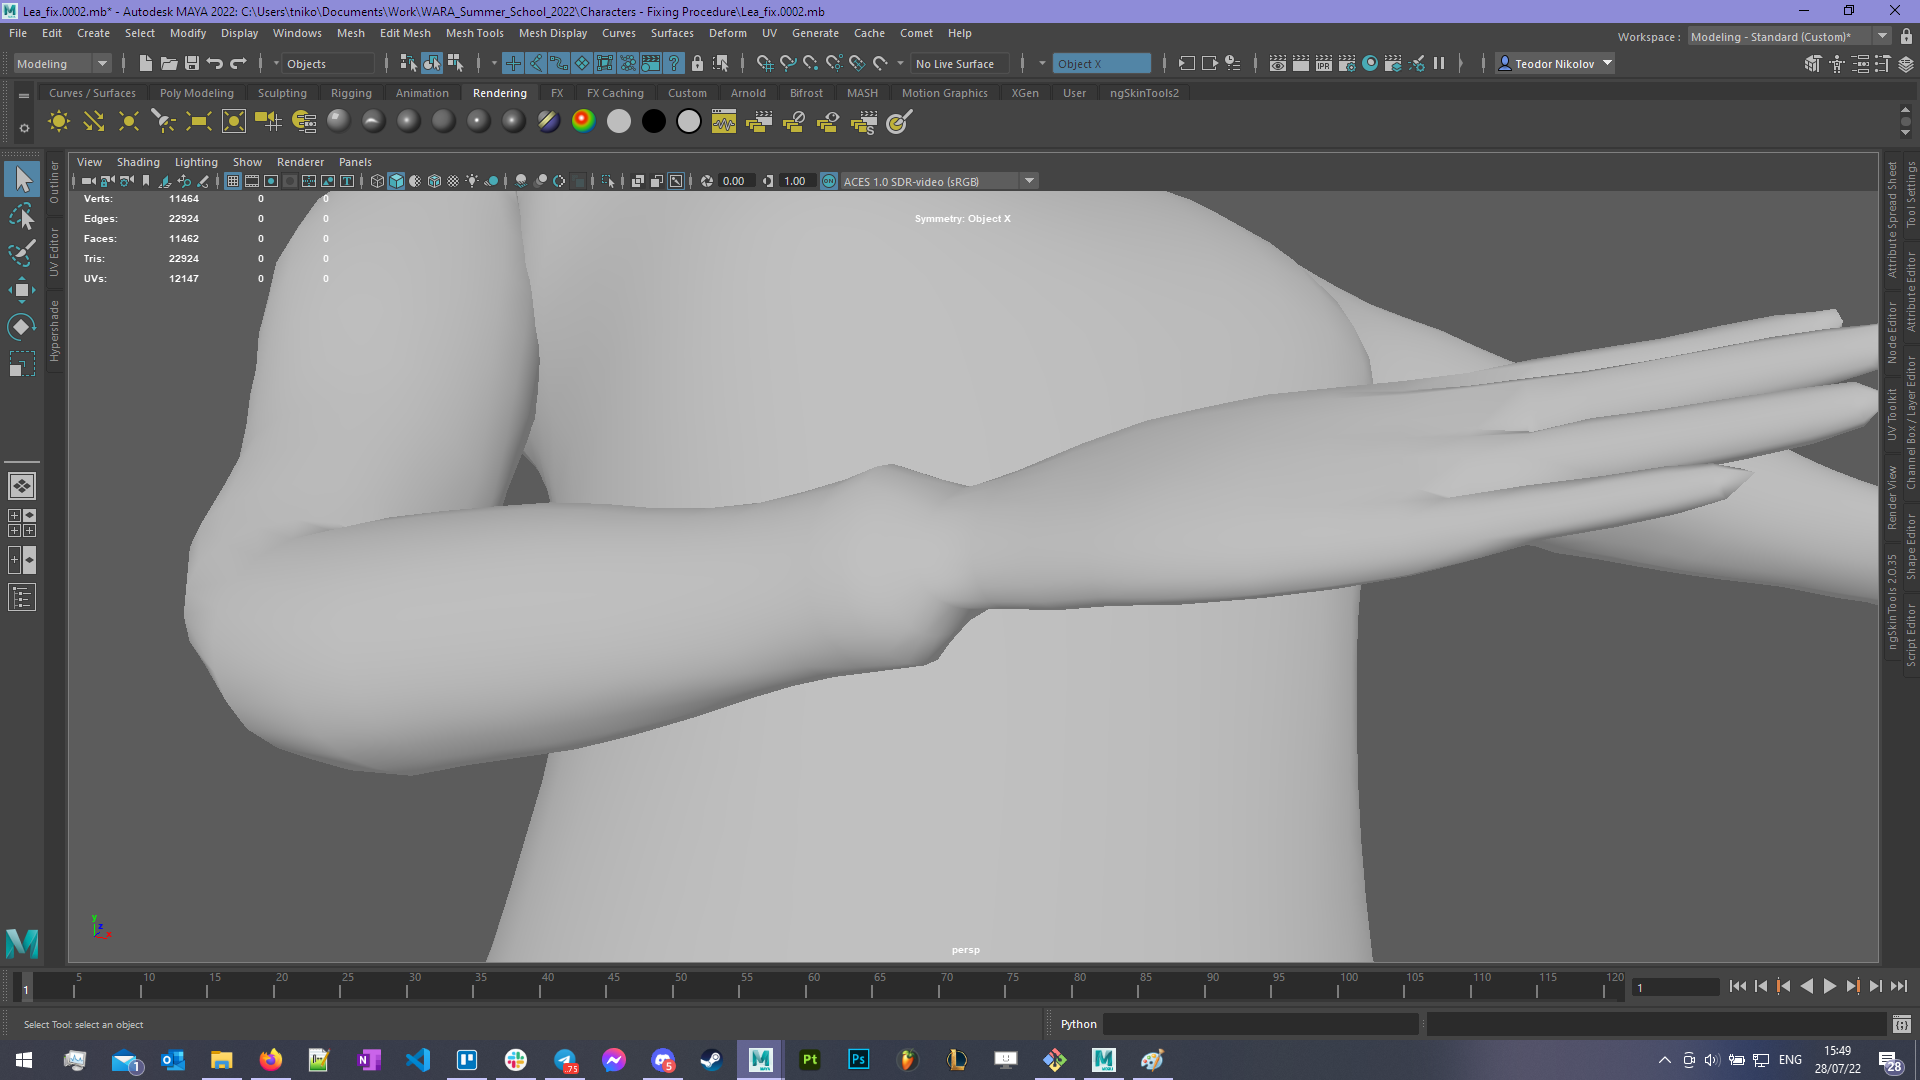 Lea_fix.0002.mb* - Autodesk MAYA 2022: C:\Users\tniko\Documents\Work\WARA_Summer_School_2022\Characters - Fixing Procedure\Lea_fix.0002.mb
File Edit Create Select Modify Display Windows Mesh Edit Mesh Mesh Tools Mesh Display Curves Surfaces Deform UV Generate Cache Comet Help
Workspace : Modeling - Standard (Custom)*
Modeling Objects No Live Surface Object X Teodor Nikolov
Curves / Surfaces Poly Modeling Sculpting Rigging Animation Rendering FX FX Caching Custom Arnold Bifrost MASH Motion Graphics XGen User ngSkinTools2
View Shading Lighting Show Renderer Panels
0.00 1.00 ON ACES 1.0 SDR-video (sRGB)
Verts: 11464 0 0
Edges: 22924 0 0
Faces: 11462 0 0
Tris: 22924 0 0
UVs: 12147 0 0
Symmetry: Object X
Outliner
UV Editor
Hypershade
Attribute Spread Sheet
Node Editor
UV Toolkit
Render View
ngSkinTools 2.0.35
Tool Settings
Attribute Editor
Channel Box / Layer Editor
Shape Editor
Script Editor
y
z
x
persp
1 5 10 15 20 25 30 35 40 45 50 55 60 65 70 75 80 85 90 95 100 105 110 115 120 1
Select Tool: select an object
Python
1 .75 5 Pt Ps ENG
15:49
28/07/22
28